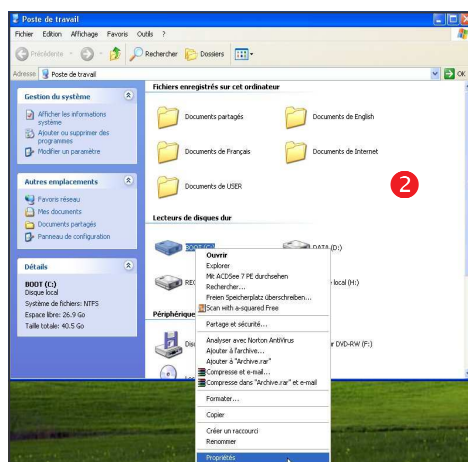 Poste de travail
Fichier Edition Affichage Favoris Outils ?
Précédente Rechercher Dossiers
Adresse Poste de travail OK
Fichiers enregistrés sur cet ordinateur
Gestion du système
Afficher les informations
système
Ajouter ou supprimer des
programmes
Modifier un paramètre
Documents partagés Documents de English
Documents de Français Documents de Internet
Documents de USER
2
Autres emplacements
Favoris réseau
Mes documents
Documents partagés
Panneau de configuration
Lecteurs de disques dur
BOOT (C:) DATA (D:)
REC local (H:)
Détails
BOOT (C:)
Disque local
Système de fichiers: NTFS
Espace libre: 26.9 Go
Taille totale: 40.5 Go
Périphérique
DVD-RW (F:)
Ouvrir
Explorer
Mit ACDSee 7 PE durchsehen
Rechercher...
Freien Speicherplatz überschreiben...
Scan with a-squared Free
Partage et sécurité...
Analyser avec Norton AntiVirus
Ajouter à l'archive...
Ajouter à "Archive.rar"
Compresse et e-mail...
Compresse dans "Archive.rar" et e-mail
Formater...
Copier
Créer un raccourci
Renommer
Propriétés